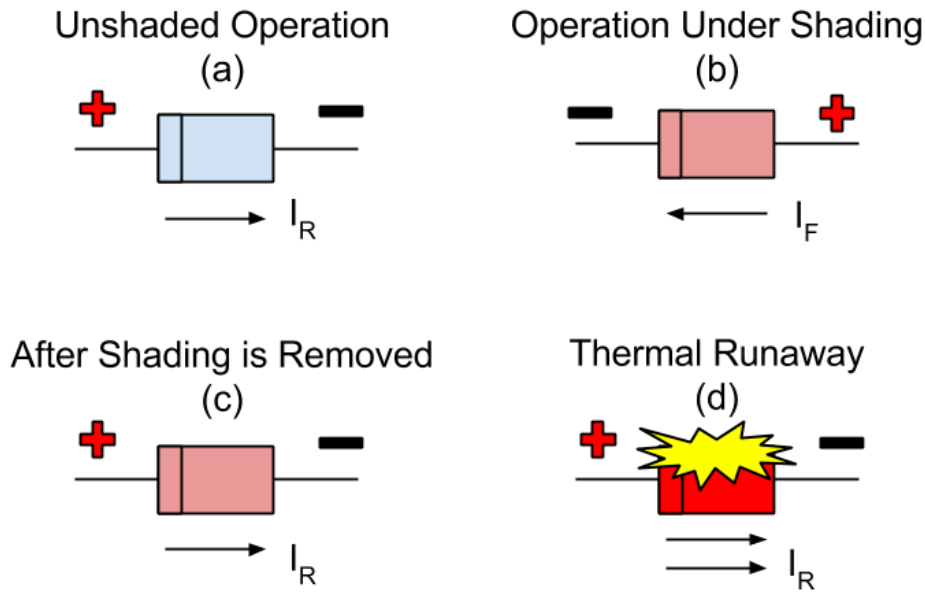 Unshaded Operation
(a)
I_R
Operation Under Shading
(b)
I_F
After Shading is Removed
(c)
I_R
Thermal Runaway
(d)
I_R